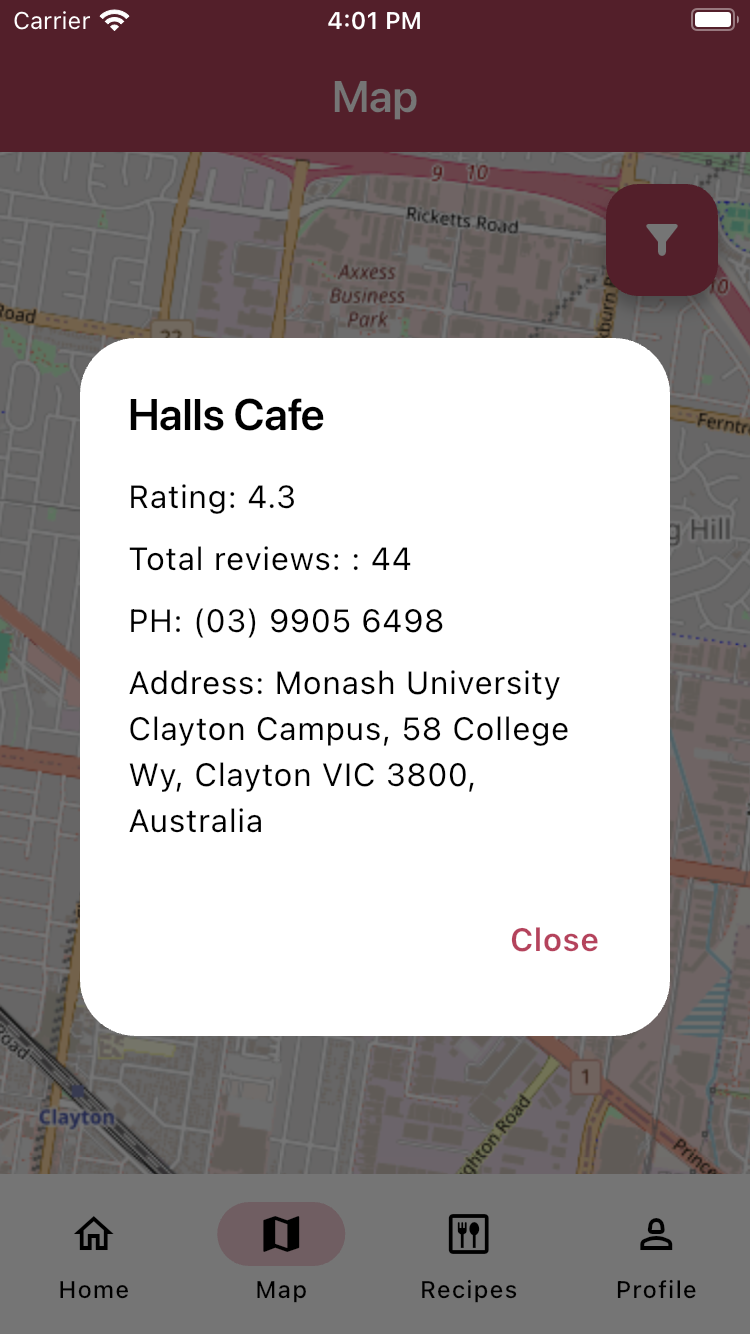 Carrier 4:01 PM
Map
9 10
Ricketts Road
Axxess
Business
Park
10
Road
22
Halls Cafe
Ferntr
Rating: 4.3
g Hill
Total reviews: : 44
PH: (03) 9905 6498
Address: Monash University
Clayton Campus, 58 College
Wy, Clayton VIC 3800,
Australia
Close
Road
1
Clayton
ghton Road
Prince
Home Map Recipes Profile